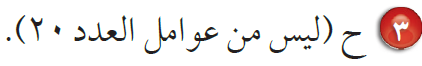 ٣ ح (ليس من عوامل العدد ٢٠).